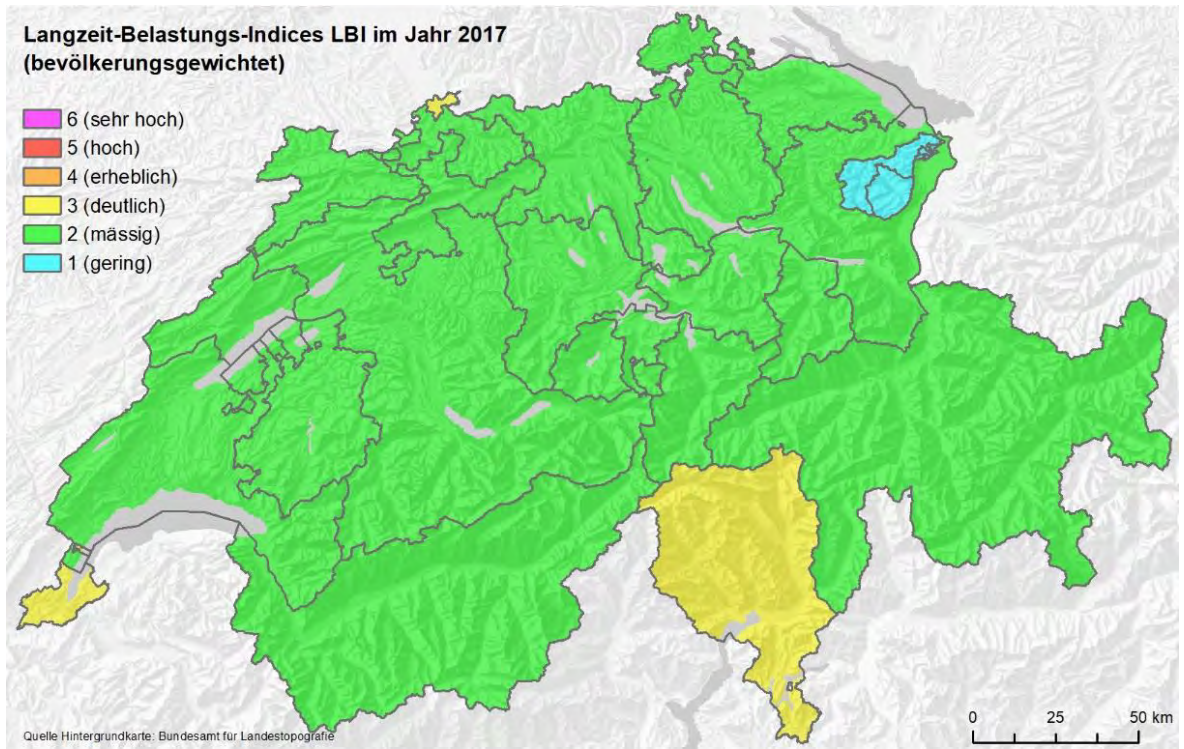 Langzeit-Belastungs-Indices LBI im Jahr 2017
(bevölkerungsgewichtet)
6 (sehr hoch)
5 (hoch)
4 (erheblich)
3 (deutlich)
2 (mässig)
1 (gering)
Quelle Hintergrundkarte: Bundesamt für Landestopografie
0 25 50 km